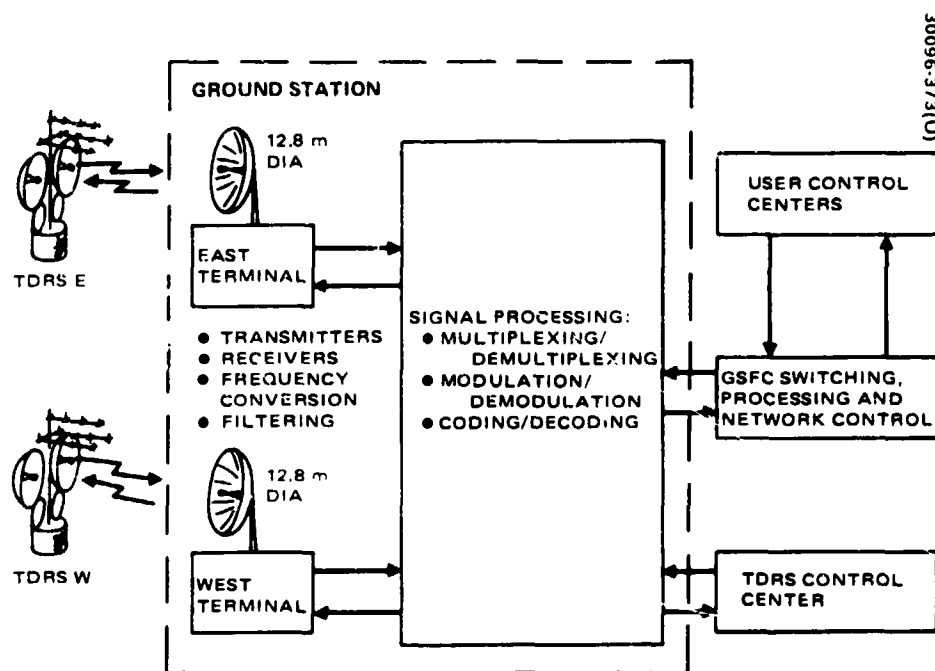 30096-373(U)
GROUND STATION
12.8 m
DIA
TDRS E
EAST
TERMINAL
● TRANSMITTERS
● RECEIVERS
● FREQUENCY
CONVERSION
● FILTERING
12.8 m
DIA
TDRS W
WEST
TERMINAL
SIGNAL PROCESSING:
● MULTIPLEXING/
DEMULTIPLEXING
● MODULATION/
DEMODULATION
● CODING/DECODING
USER CONTROL
CENTERS
GSFC SWITCHING,
PROCESSING AND
NETWORK CONTROL
TDRS CONTROL
CENTER